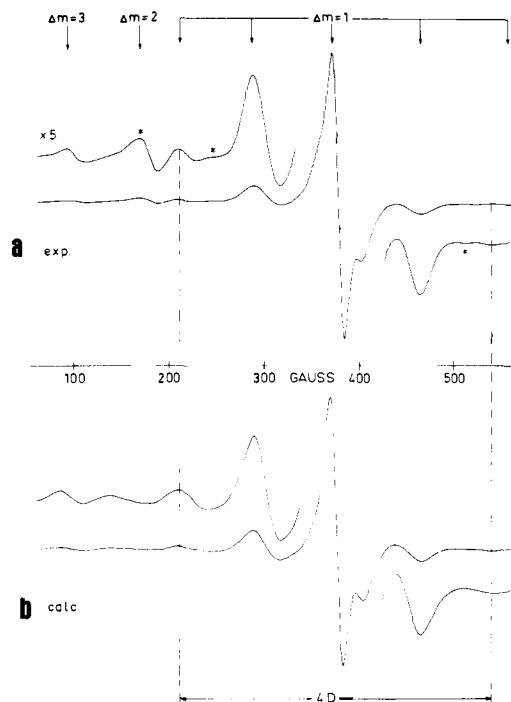 Δm=3 Δm=2 Δm=1
x5
*
*
a exp.
*
100 200 300 GAUSS 400 500
b calc
4D